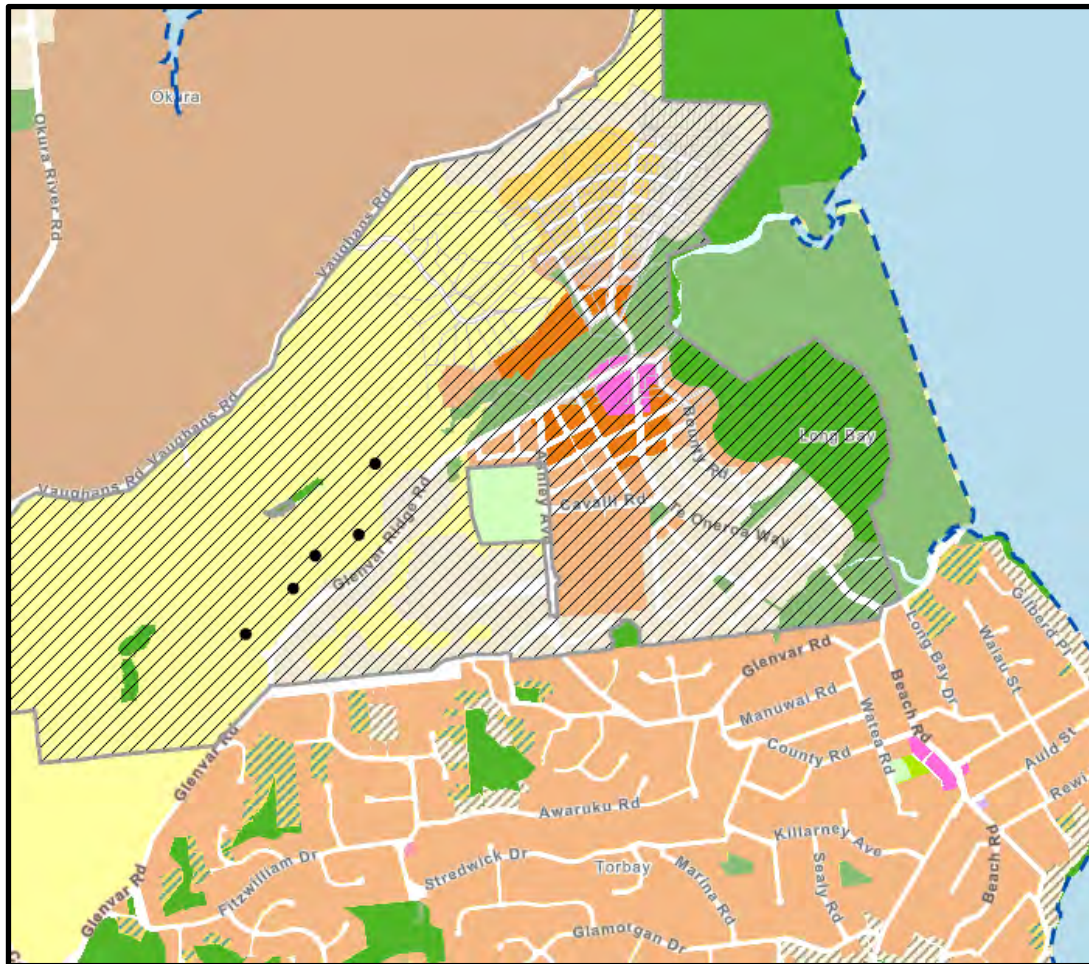 Okura
Okura River Rd
Vaughans Rd
Vaughans Rd
Vaughans Rd
Long Bay
Bounty Rd
Ashley Ave
Cavalli Rd
Te Oneroa Way
Glenvar Ridge Rd
Gilberd Pl
Long Bay Dr
Waiau St
Glenvar Rd
Manuwai Rd
Beach Rd
Watea Rd
County Rd
Auld St
Glenvar Rd
Awaruku Rd
Killarney Ave
Stredwick Dr
Torbay
Marina Rd
Sealy Rd
Beach Rd
Fitzwilliam Dr
Glenvar Rd
Glamorgan Dr